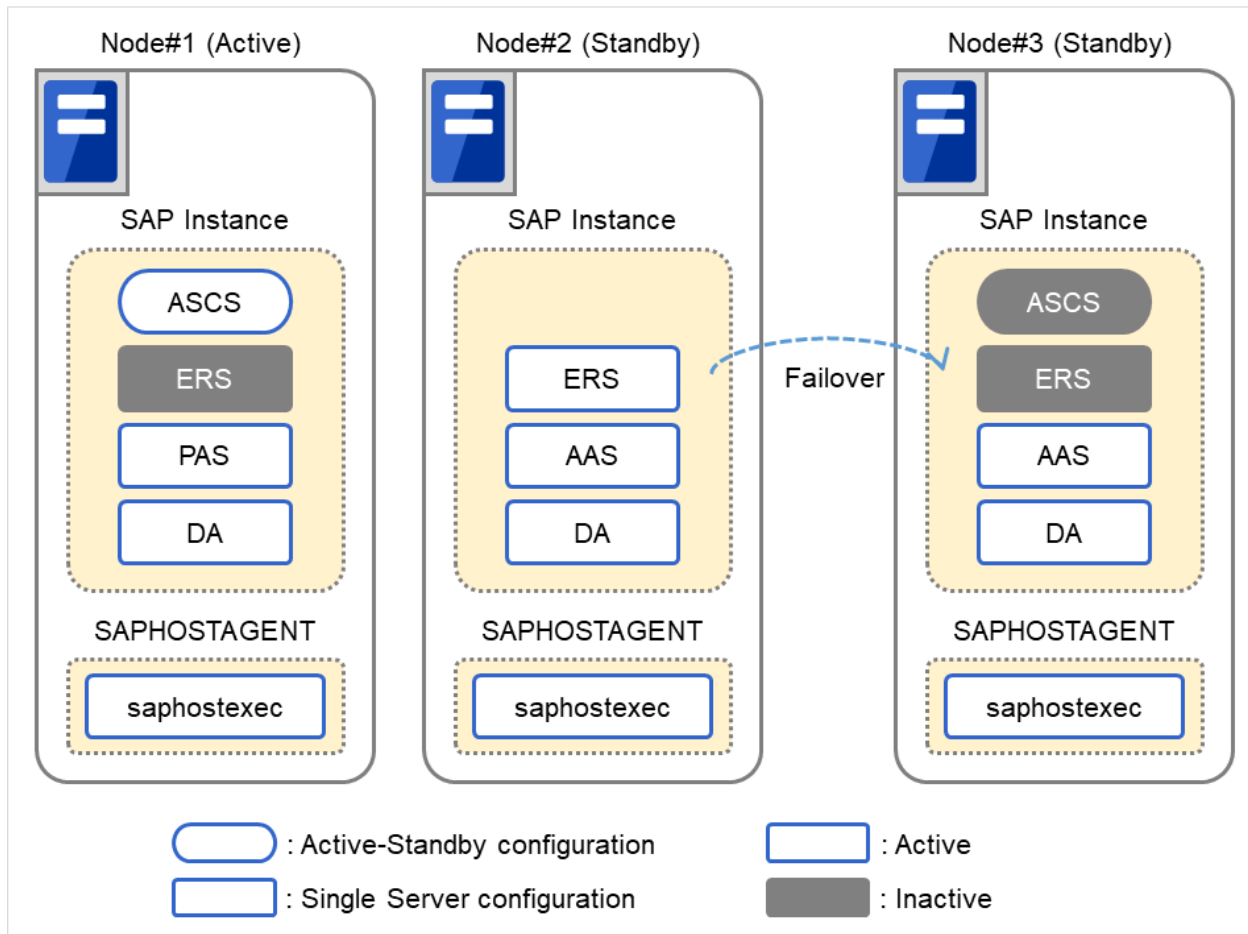 Node#1 (Active)
Node#2 (Standby)
Node#3 (Standby)
SAP Instance
SAP Instance
SAP Instance
ASCS
ASCS
ERS
ERS
Failover
ERS
PAS
AAS
AAS
DA
DA
DA
SAPHOSTAGENT
SAPHOSTAGENT
SAPHOSTAGENT
saphostexec
saphostexec
saphostexec
: Active-Standby configuration
: Active
: Single Server configuration
: Inactive